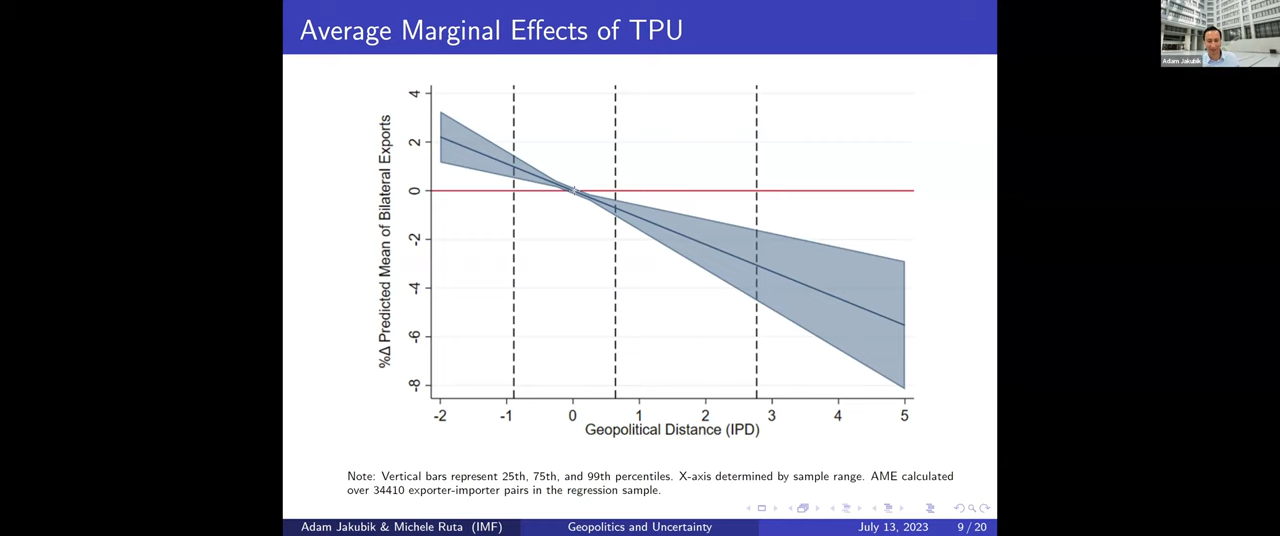 Average Marginal Effects of TPU
Adam Jakubik
%Δ Predicted Mean of Bilateral Exports
4
2
0
-2
-4
-6
-8
-2 -1 0 1 2 3 4 5
Geopolitical Distance (IPD)
Note: Vertical bars represent 25th, 75th, and 99th percentiles. X-axis determined by sample range. AME calculated
over 34410 exporter-importer pairs in the regression sample.
Adam Jakubik & Michele Ruta (IMF) Geopolitics and Uncertainty July 13, 2023 9 / 20